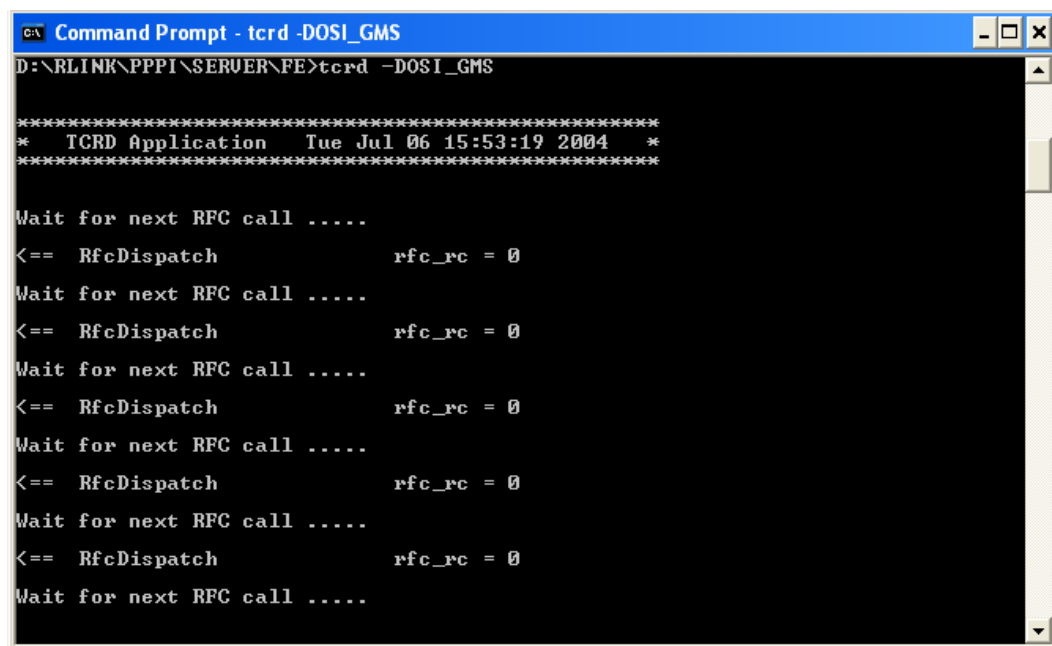 Command Prompt - tcrd -DOSI_GMS
D:\RLINK\PPPI\SERVER\FE>tcrd -DOSI_GMS
****************************************************
*   TCRD Application   Tue Jul 06 15:53:19 2004   *
****************************************************
Wait for next RFC call .....
<==  RfcDispatch               rfc_rc = 0
Wait for next RFC call .....
<==  RfcDispatch               rfc_rc = 0
Wait for next RFC call .....
<==  RfcDispatch               rfc_rc = 0
Wait for next RFC call .....
<==  RfcDispatch               rfc_rc = 0
Wait for next RFC call .....
<==  RfcDispatch               rfc_rc = 0
Wait for next RFC call .....